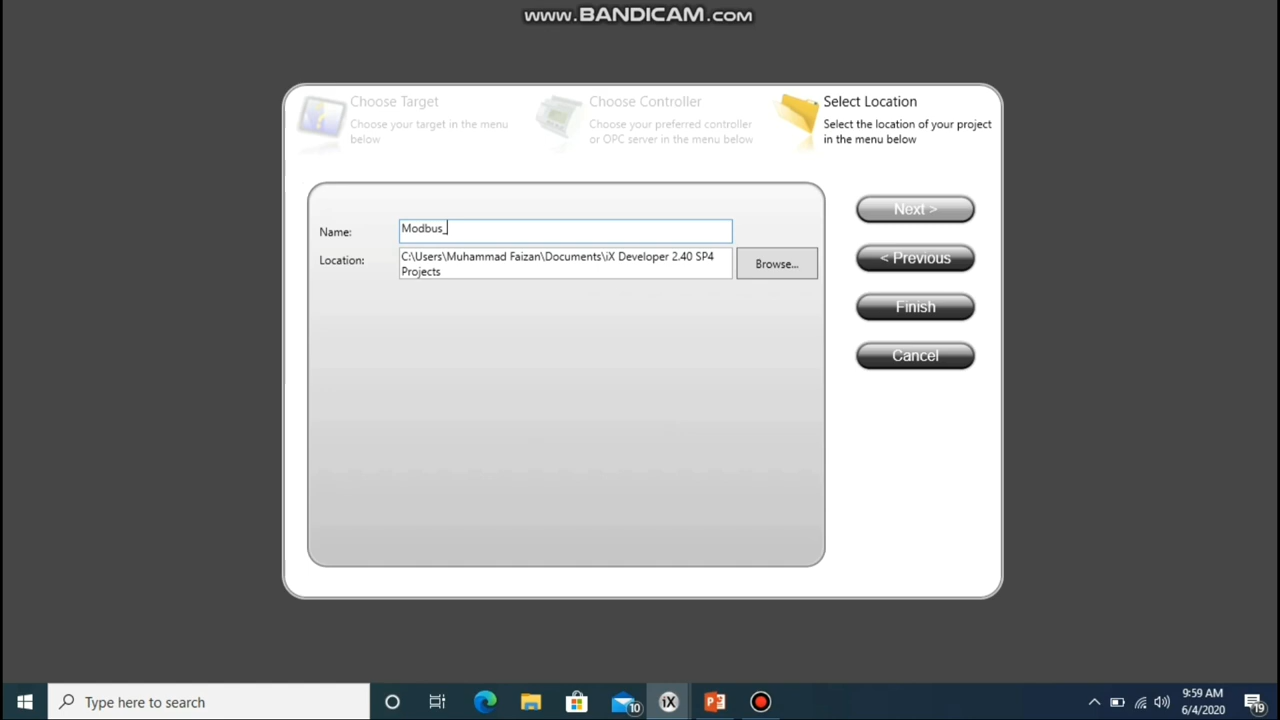 www.BANDICAM.com
Choose Target
Choose your target in the menu
below
Choose Controller
Choose your preferred controller
or OPC server in the menu below
Select Location
Select the location of your project
in the menu below
Name:
Modbus_
Location:
C:\Users\Muhammad Faizan\Documents\iX Developer 2.40 SP4
Projects
Browse...
Next >
< Previous
Finish
Cancel
Type here to search
10
iX
9:59 AM
6/4/2020
19